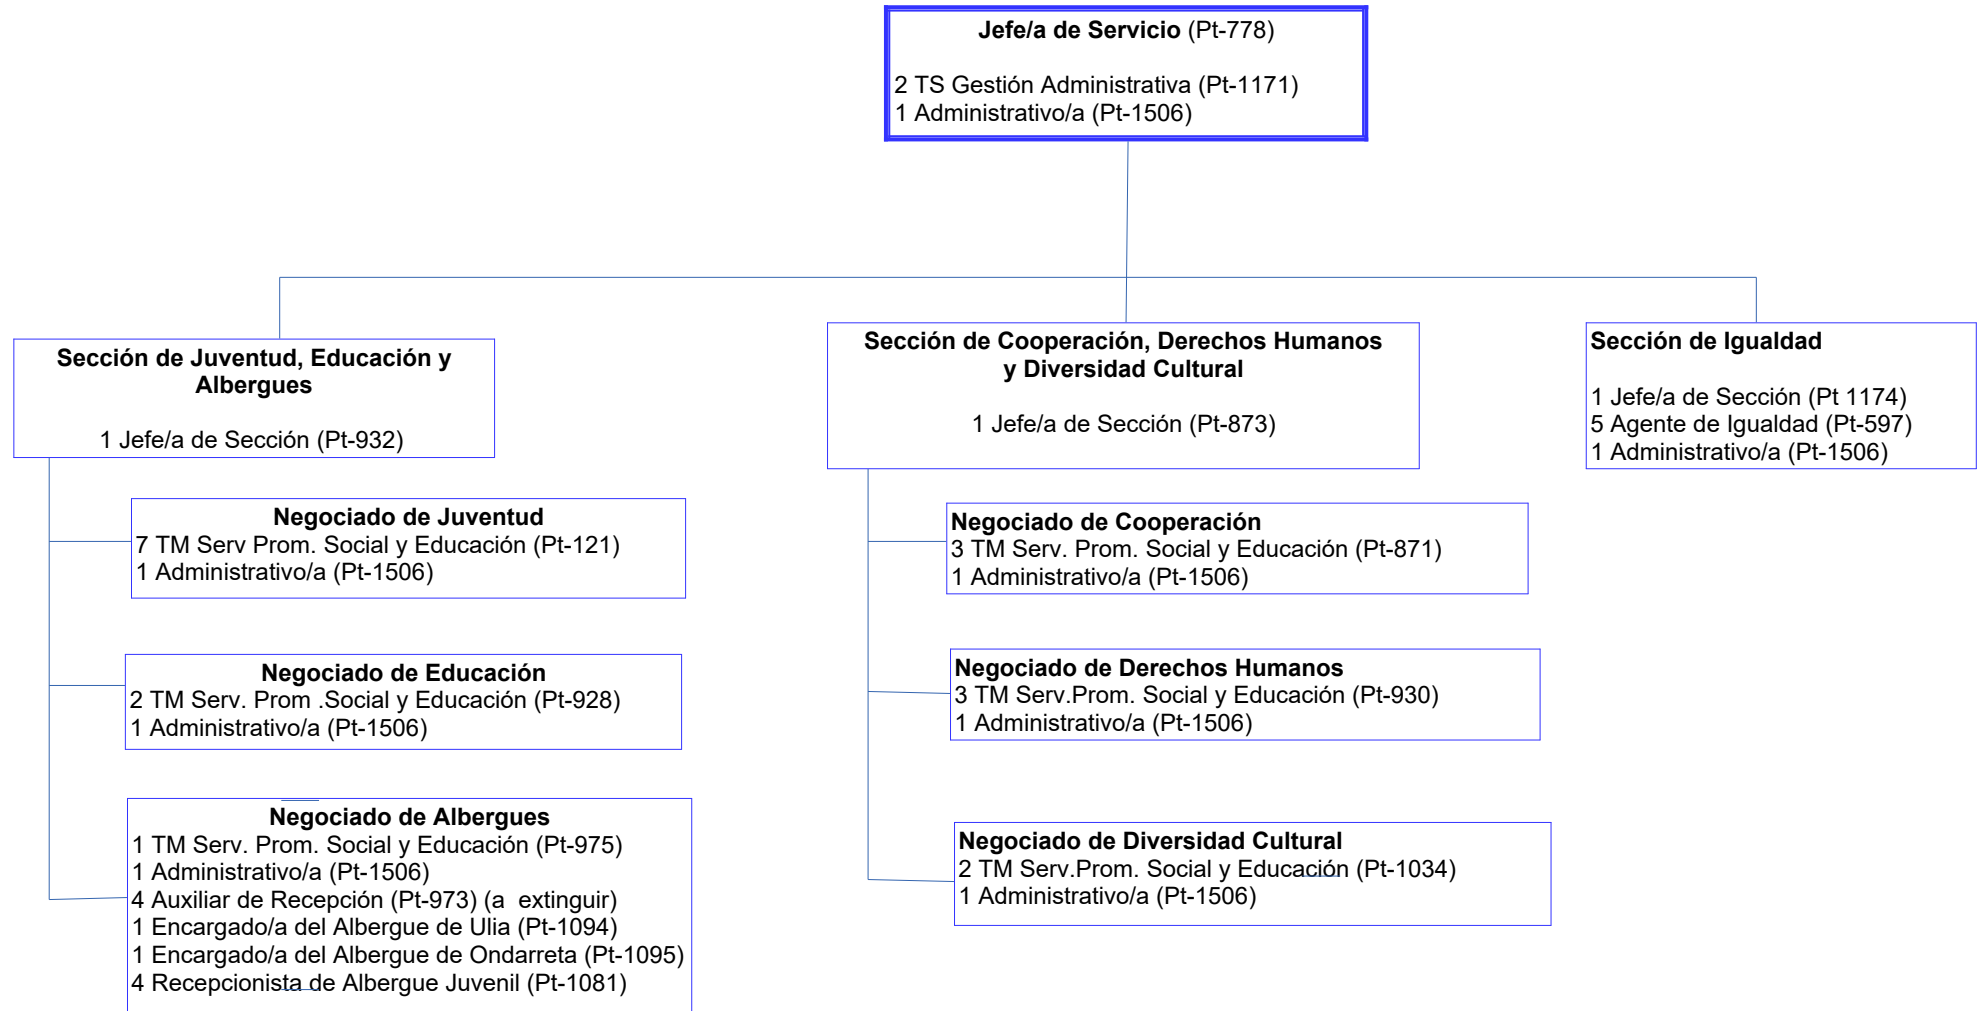 Jefe/a de Servicio (Pt-778)
2 TS Gestión Administrativa (Pt-1171)
1 Administrativo/a (Pt-1506)
Sección de Juventud, Educación y
Albergues
1 Jefe/a de Sección (Pt-932)
Negociado de Juventud
7 TM Serv Prom. Social y Educación (Pt-121)
1 Administrativo/a (Pt-1506)
Negociado de Educación
2 TM Serv. Prom .Social y Educación (Pt-928)
1 Administrativo/a (Pt-1506)
Negociado de Albergues
1 TM Serv. Prom. Social y Educación (Pt-975)
1 Administrativo/a (Pt-1506)
4 Auxiliar de Recepción (Pt-973) (a  extinguir)
1 Encargado/a del Albergue de Ulia (Pt-1094)
1 Encargado/a del Albergue de Ondarreta (Pt-1095)
4 Recepcionista de Albergue Juvenil (Pt-1081)
Sección de Cooperación, Derechos Humanos
y Diversidad Cultural
1 Jefe/a de Sección (Pt-873)
Negociado de Cooperación
3 TM Serv. Prom. Social y Educación (Pt-871)
1 Administrativo/a (Pt-1506)
Negociado de Derechos Humanos
3 TM Serv.Prom. Social y Educación (Pt-930)
1 Administrativo/a (Pt-1506)
Negociado de Diversidad Cultural
2 TM Serv.Prom. Social y Educación (Pt-1034)
1 Administrativo/a (Pt-1506)
Sección de Igualdad
1 Jefe/a de Sección (Pt 1174)
5 Agente de Igualdad (Pt-597)
1 Administrativo/a (Pt-1506)